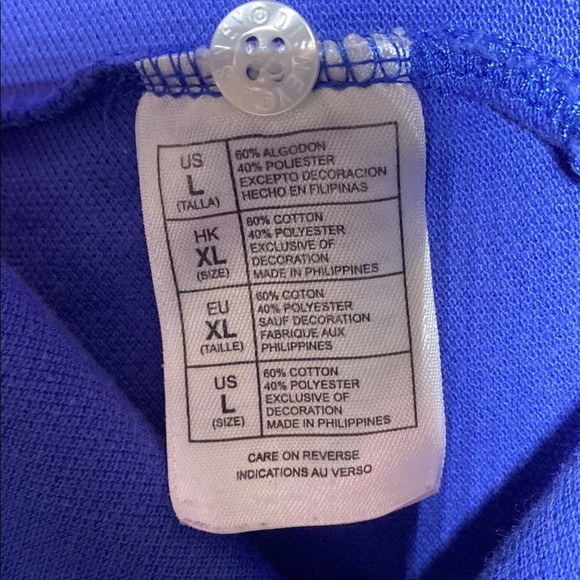 US
L
(TALLA)
60% ALGODON
40% POLIESTER
EXCEPTO DECORACION
HECHO EN FILIPINAS
HK
XL
(SIZE)
60% COTTON
40% POLYESTER
EXCLUSIVE OF
DECORATION
MADE IN PHILIPPINES
EU
XL
(TAILLE)
60% COTON
40% POLYESTER
SAUF DECORATION
FABRIQUE AUX
PHILIPPINES
US
L
(SIZE)
60% COTTON
40% POLYESTER
EXCLUSIVE OF
DECORATION
MADE IN PHILIPPINES
CARE ON REVERSE
INDICATIONS AU VERSO